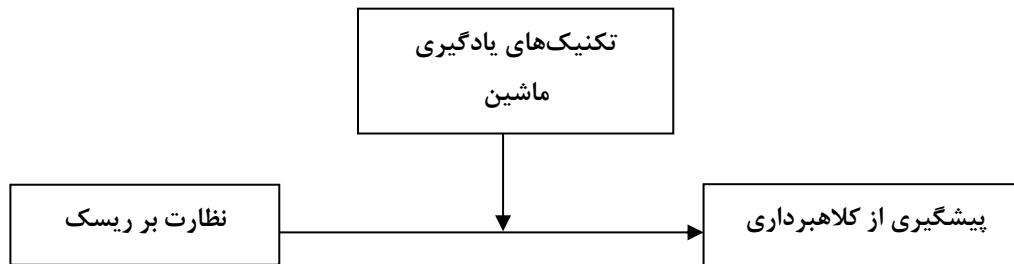 تکنیک‌های یادگیری
ماشین
نظارت بر ریسک
پیشگیری از کلاهبرداری